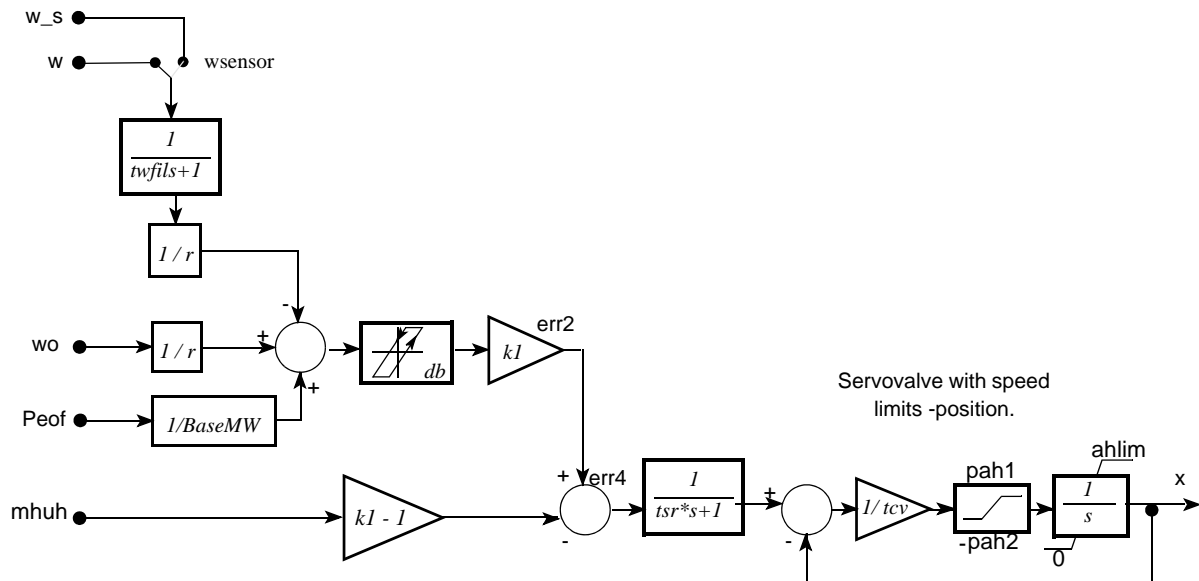 w_s
w
wsensor
1
twfils+1
1 / r
-
wo
1 / r
+
db
k1
err2
+
Peof
1/BaseMW
Servovalve with speed
limits -position.
mhuh
k1 - 1
+
err4
-
1
tsr*s+1
+
-
1/ tcv
pah1
-pah2
ahlim
1
s
0
x